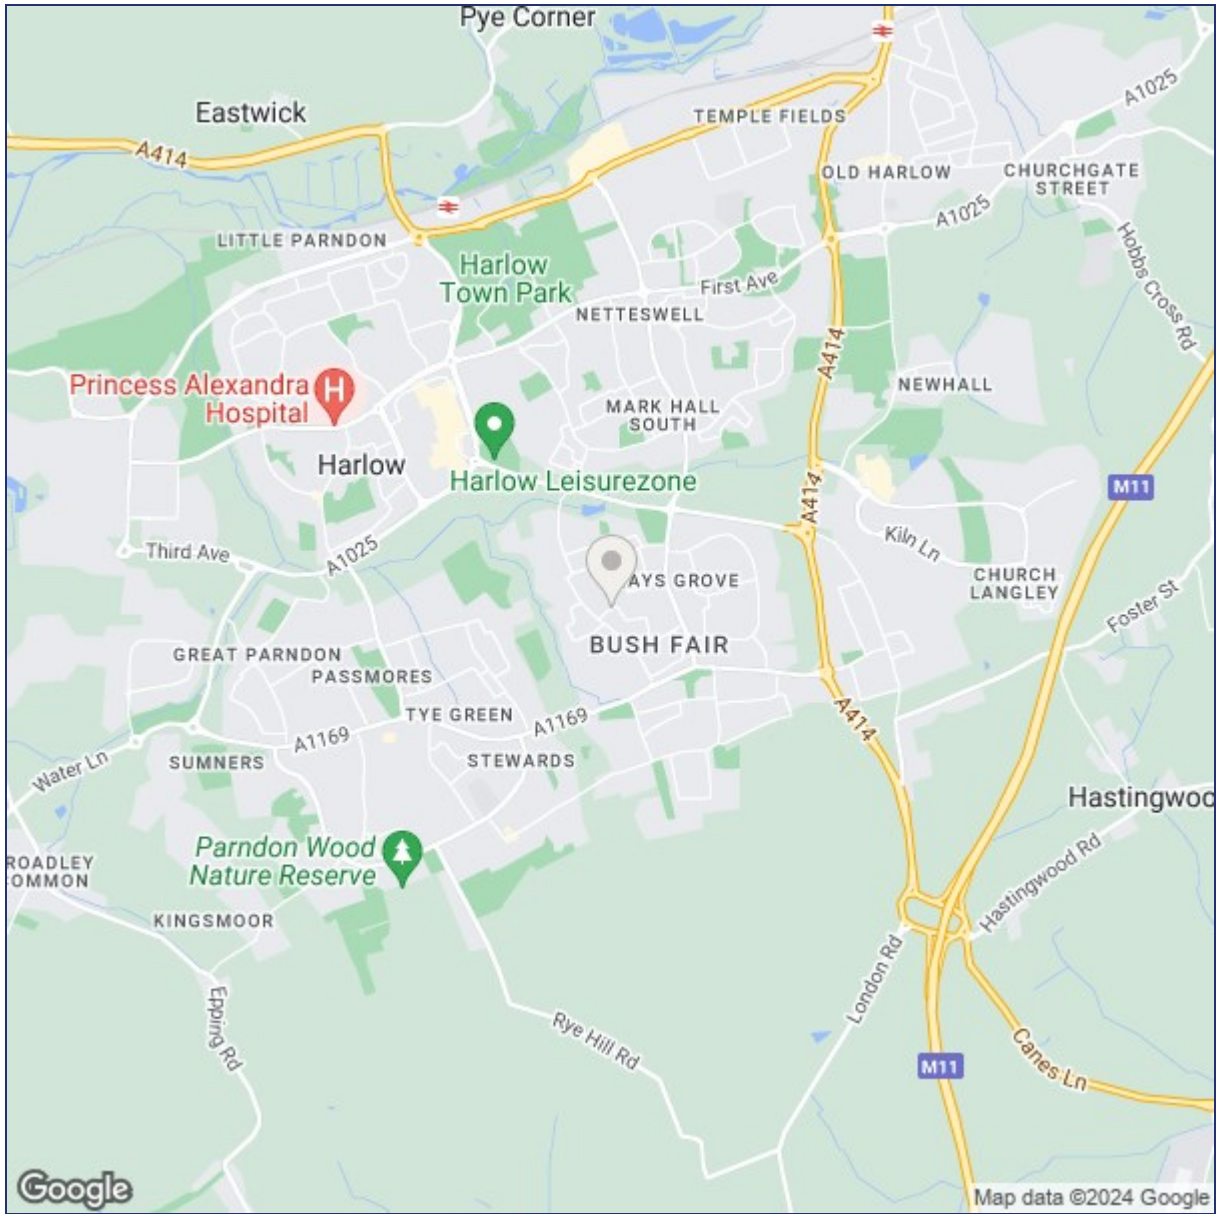 Pye Corner
Eastwick
A1025
TEMPLE FIELDS
A414
OLD HARLOW
CHURCHGATE
STREET
A1025
LITTLE PARNDON
Hobbs Cross Rd
Harlow
Town Park
First Ave
NETTESWELL
A414
Princess Alexandra
Hospital
H
NEWHALL
MARK HALL
SOUTH
Harlow
Harlow Leisurezone
M11
A414
Third Ave
A1025
Kiln Ln
AYS GROVE
CHURCH
LANGLEY
Foster St
BUSH FAIR
GREAT PARNDON
PASSMORES
TYE GREEN
A1169
A1169
A414
Water Ln
SUMNERS
STEWARDS
Hastingwoo
Parndon Wood
Nature Reserve
ROADLEY
OMMON
Hastingwood Rd
KINGSMOOR
London Rd
Epping Rd
Rye Hill Rd
Canes Ln
M11
Google
Map data ©2024 Google